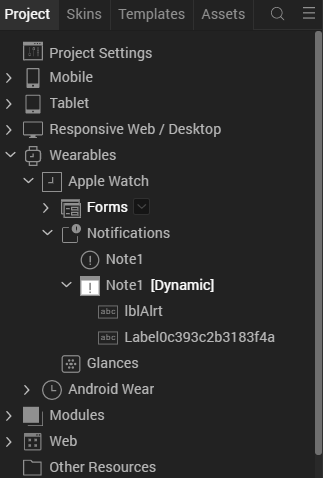 Project Skins Templates Assets
Project Settings
Mobile
Tablet
Responsive Web / Desktop
Wearables
Apple Watch
Forms
Notifications
Note1
Note1 [Dynamic]
abc lblAlrt
abc Label0c393c2b3183f4a
Glances
Android Wear
Modules
Web
Other Resources